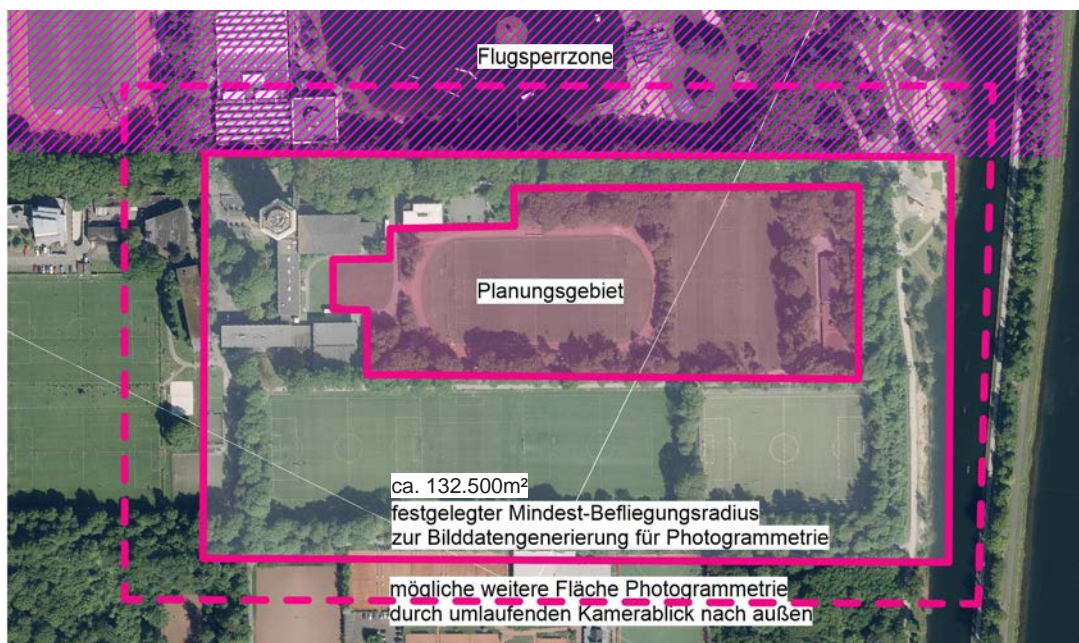 Flugsperrzone
Planungsgebiet
ca. 132.500m²
festgelegter Mindest-Befliegungsradius
zur Bilddatengenerierung für Photogrammetrie
mögliche weitere Fläche Photogrammetrie
durch umlaufenden Kamerablick nach außen